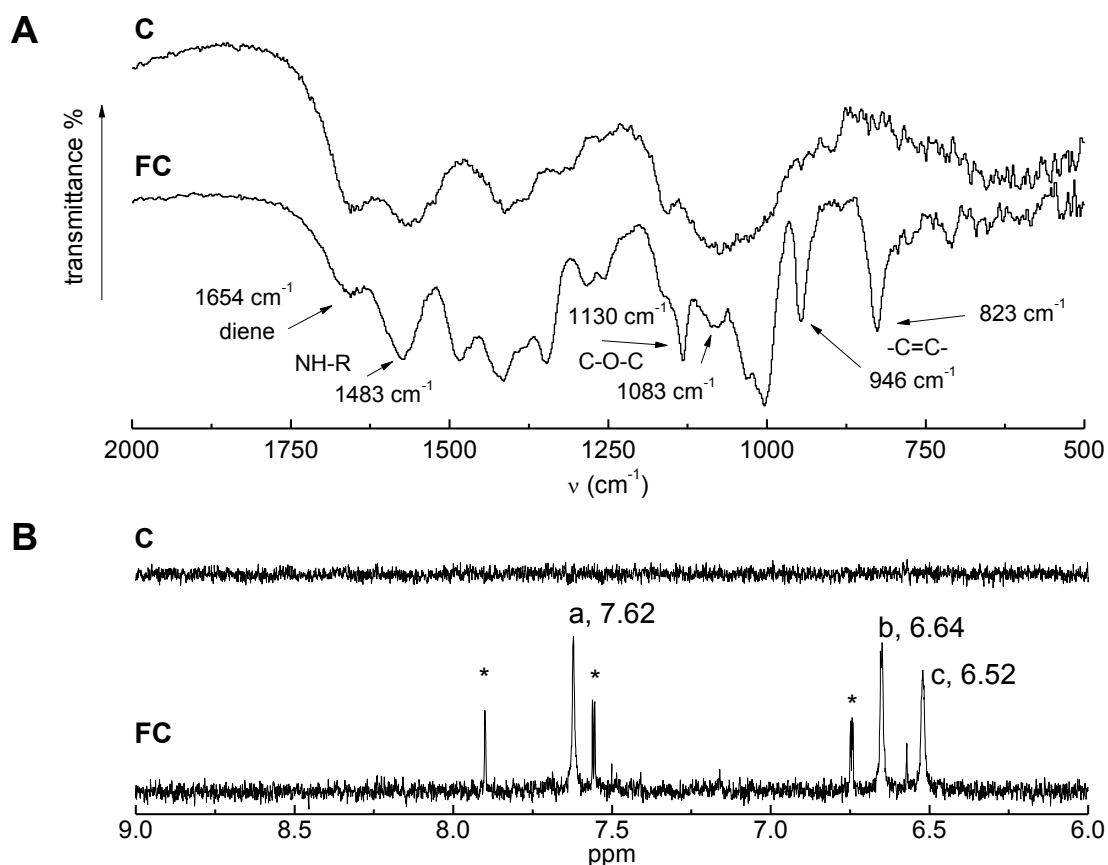 A
C
transmittance %
FC
1654 cm-1
diene
NH-R
1483 cm-1
1130 cm-1
C-O-C
1083 cm-1
-C=C-
946 cm-1
823 cm-1
2000 1750 1500 1250 1000 750 500
ν (cm-1)
B
C
a, 7.62
b, 6.64
c, 6.52
* * *
FC
9.0 8.5 8.0 7.5 7.0 6.5 6.0
ppm